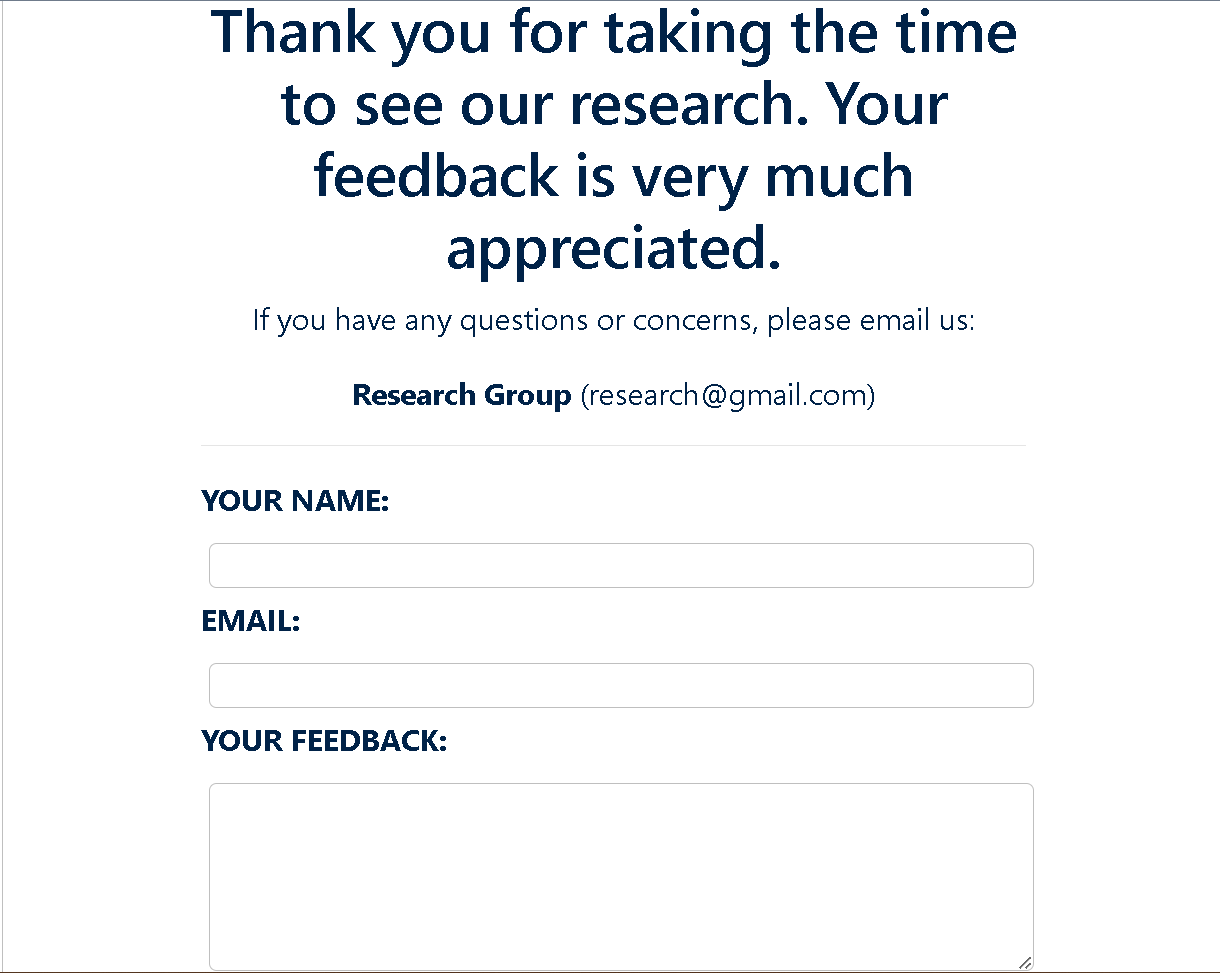 Thank you for taking the time
to see our research. Your
feedback is very much
appreciated.
If you have any questions or concerns, please email us:
Research Group (research@gmail.com)
YOUR NAME:
EMAIL:
YOUR FEEDBACK: